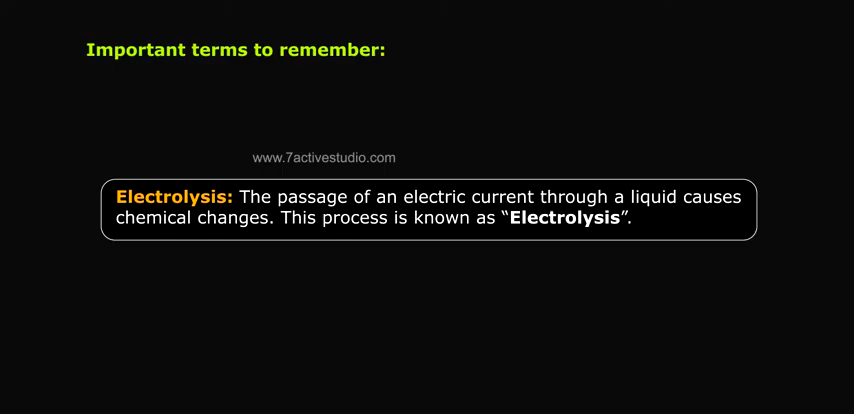 Important terms to remember:
www.7activestudio.com
Electrolysis: The passage of an electric current through a liquid causes
chemical changes. This process is known as “Electrolysis”.